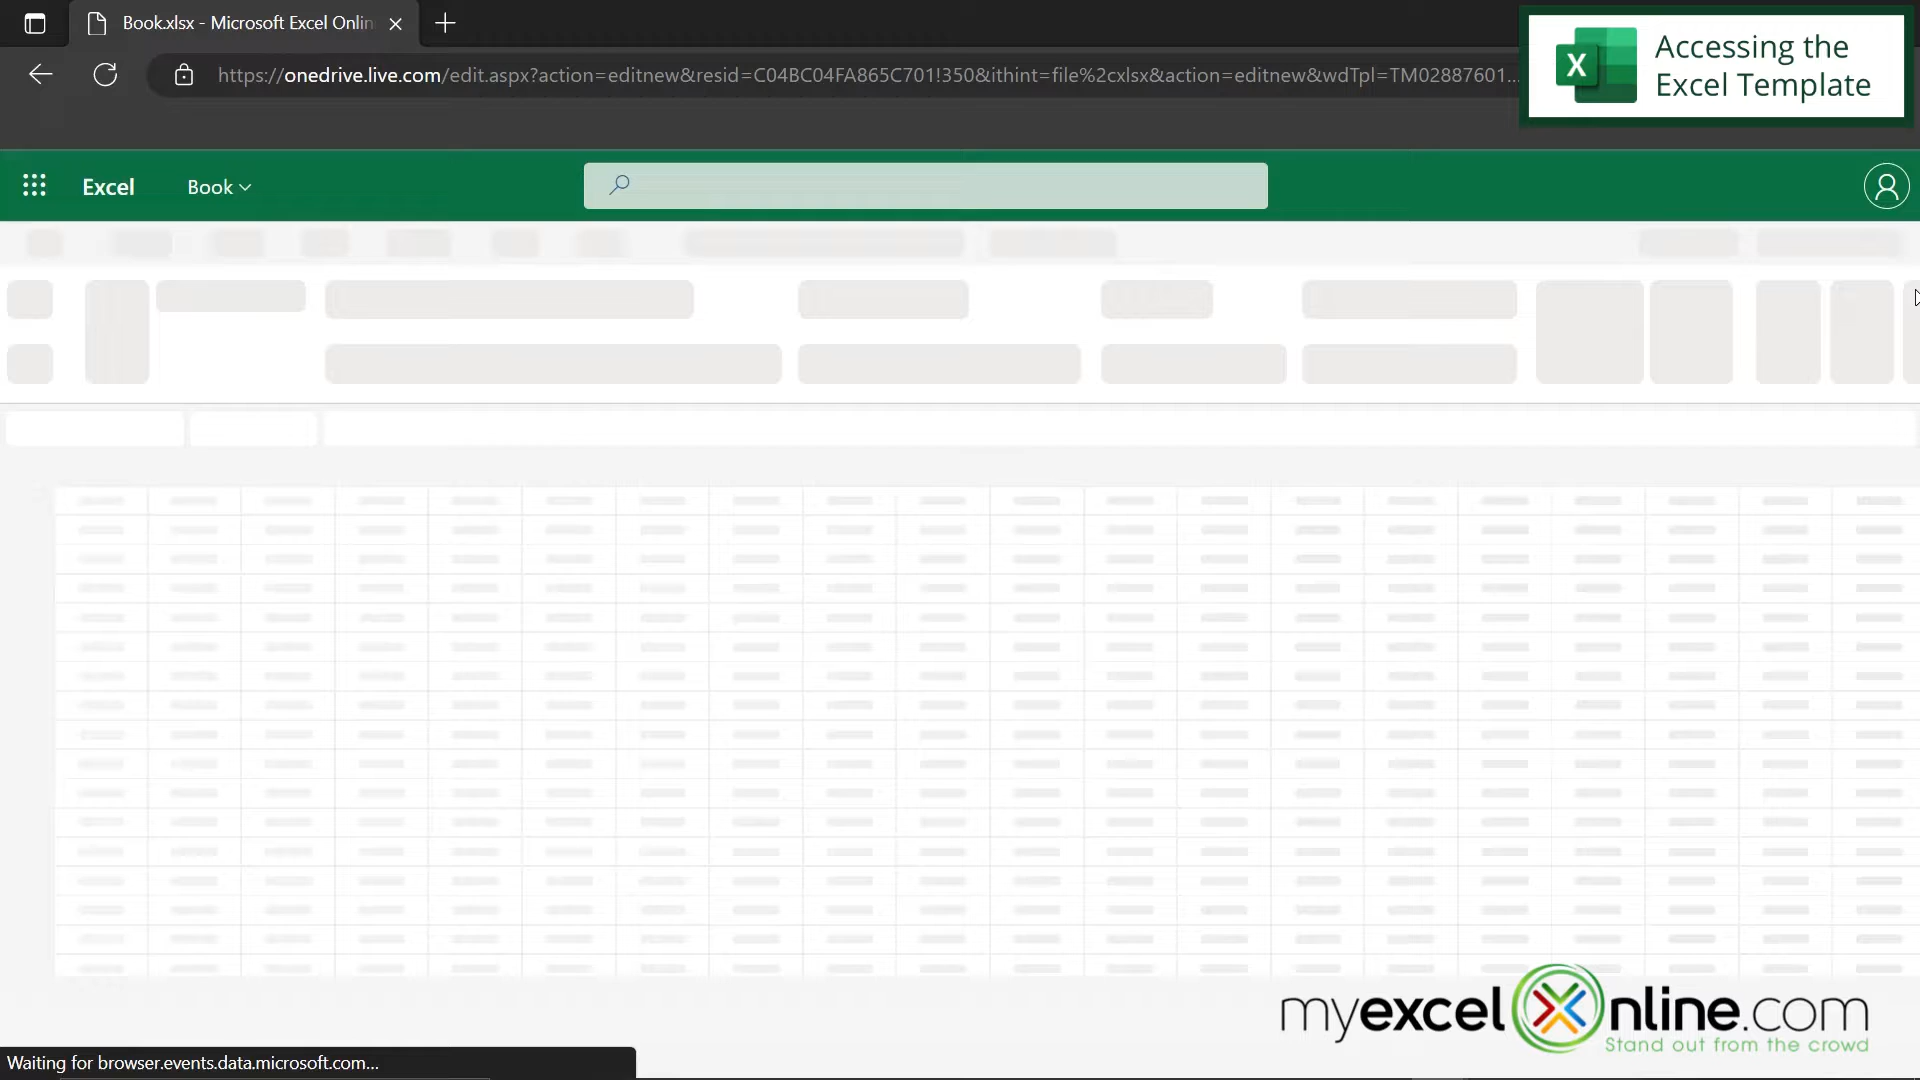 Book.xlsx - Microsoft Excel Onlin
https://onedrive.live.com/edit.aspx?action=editnew&resid=C04BC04FA865C701!350&ithint=file%2cxlsx&action=editnew&wdTpl=TM02887601...
Accessing the
Excel Template
Excel
Book
myexcelonline.com
Stand out from the crowd
Waiting for browser.events.data.microsoft.com...